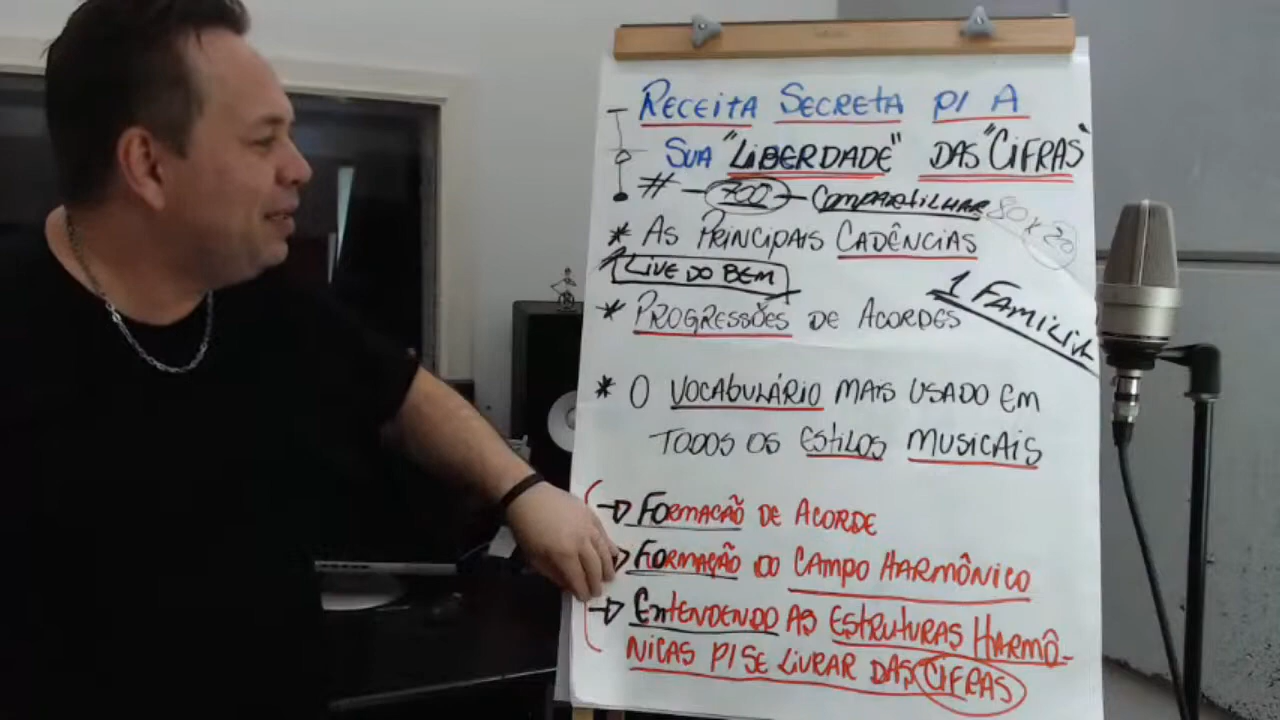 RECEITA SECRETA P/ A
SUA "LIBERDADE" DAS "CIFRAS"
# - 700 - COMPARTILHAR 80 x 20
* AS PRINCIPAIS CADÊNCIAS
LIVE DO BEM
1 FAMILIA
* PROGRESSÕES DE ACORDES
* O VOCABULÁRIO MAIS USADO EM
TODOS OS ESTILOS MUSICAIS
→ FORMAÇÃO DE ACORDE
→ FORMAÇÃO DO CAMPO HARMÔNICO
→ ENTENDENDO AS ESTRUTURAS HARMÔ-
NICAS P/ SE LIVRAR DAS CIFRAS